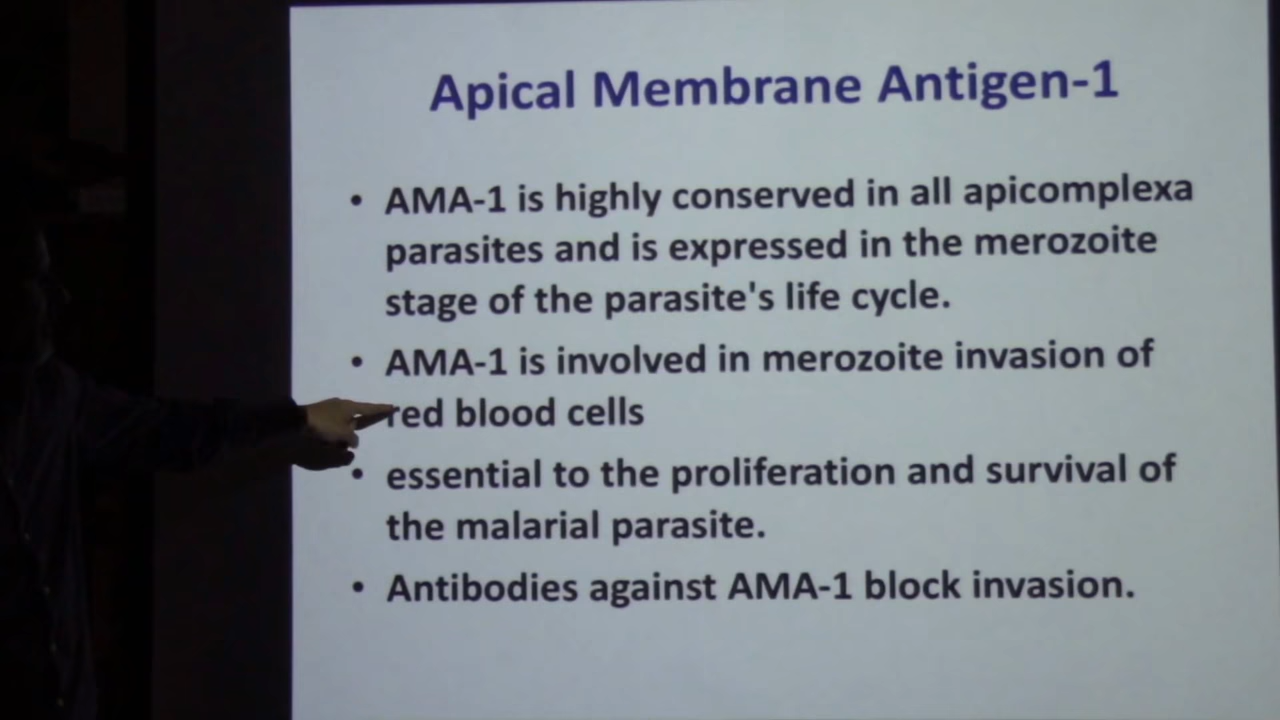 Apical Membrane Antigen-1
• AMA-1 is highly conserved in all apicomplexa
parasites and is expressed in the merozoite
stage of the parasite's life cycle.
• AMA-1 is involved in merozoite invasion of
red blood cells
• essential to the proliferation and survival of
the malarial parasite.
• Antibodies against AMA-1 block invasion.